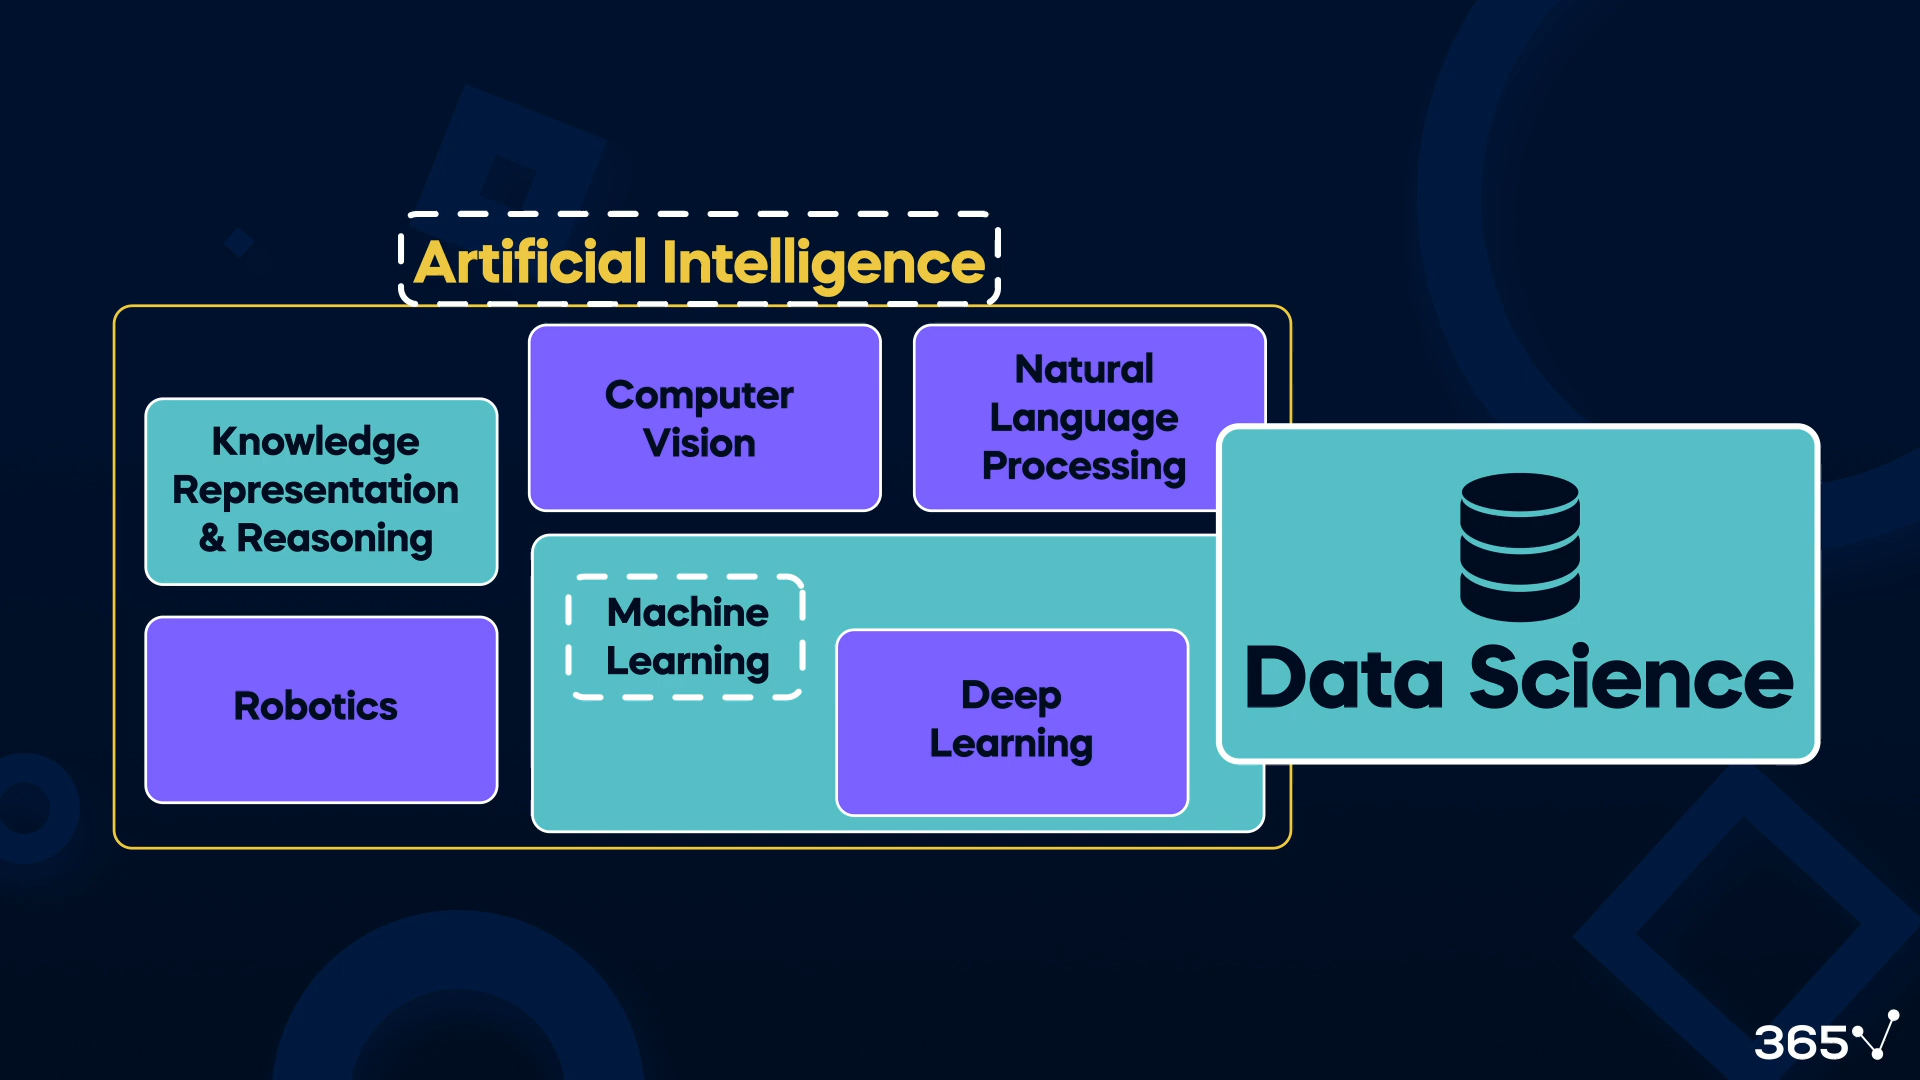 Artificial Intelligence
Knowledge
Representation
& Reasoning
Computer
Vision
Natural
Language
Processing
Robotics
Machine
Learning
Deep
Learning
Data Science
365